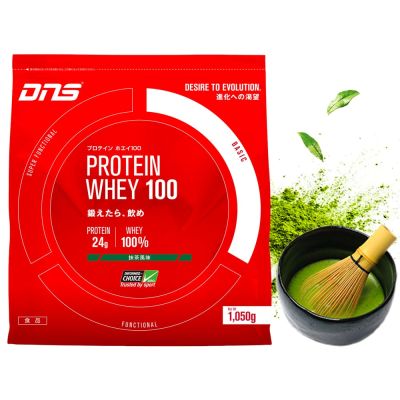 DNS
DESIRE TO EVOLUTION.
進化への渇望
SUPER FUNCTIONAL
BASIC
プロテイン ホエイ100
PROTEIN
WHEY 100
鍛えたら、飲め
PROTEIN
24g
WHEY
100%
抹茶風味
INFORMED
CHOICE
Trusted by sport
食品
FUNCTIONAL
1,050g